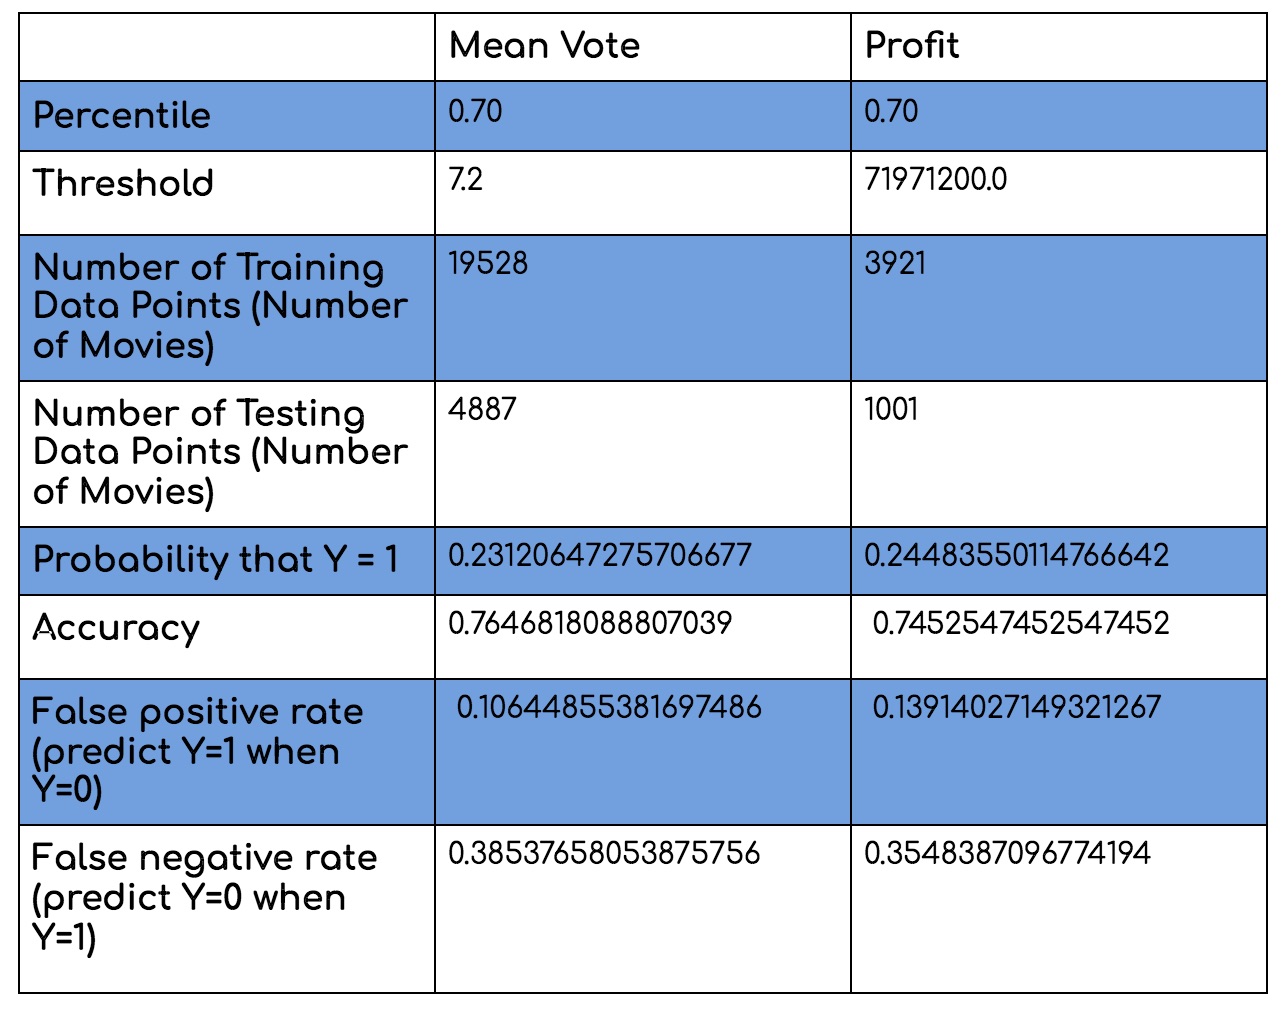 Mean Vote Profit
Percentile 0.70 0.70
Threshold 7.2 71971200.0
Number of Training 19528 3921
Data Points (Number
of Movies)
Number of Testing 4887 1001
Data Points (Number
of Movies)
Probability that Y = 1 0.23120647275706677 0.24483550114766642
Accuracy 0.7646818088807039 0.7452547452547452
False positive rate 0.10644855381697486 0.13914027149321267
(predict Y=1 when
Y=0)
False negative rate 0.38537658053875756 0.3548387096774194
(predict Y=0 when
Y=1)